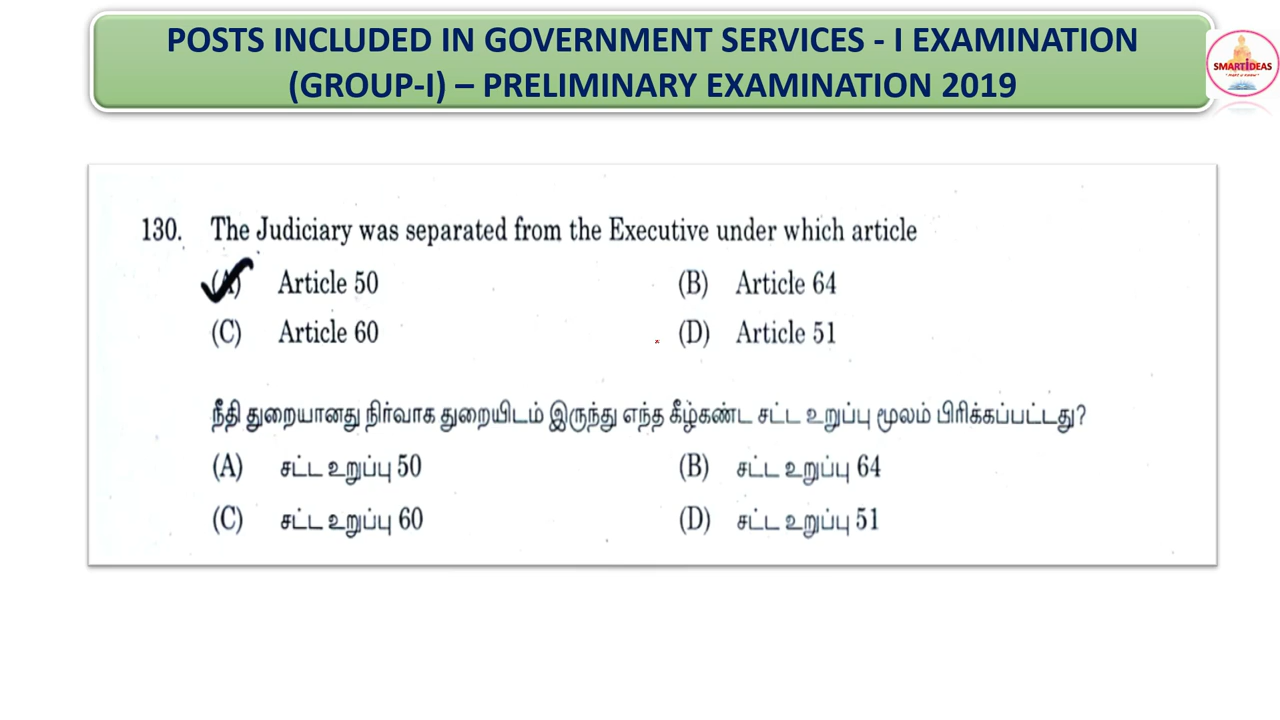 POSTS INCLUDED IN GOVERNMENT SERVICES - I EXAMINATION
(GROUP-I) – PRELIMINARY EXAMINATION 2019
SMARTIDEAS
130. The Judiciary was separated from the Executive under which article
(A) Article 50 (B) Article 64
(C) Article 60 (D) Article 51
நீதி துறையானது நிர்வாக துறையிடம் இருந்து எந்த கீழ்கண்ட சட்ட உறுப்பு மூலம் பிரிக்கப்பட்டது?
(A) சட்ட உறுப்பு 50 (B) சட்ட உறுப்பு 64
(C) சட்ட உறுப்பு 60 (D) சட்ட உறுப்பு 51